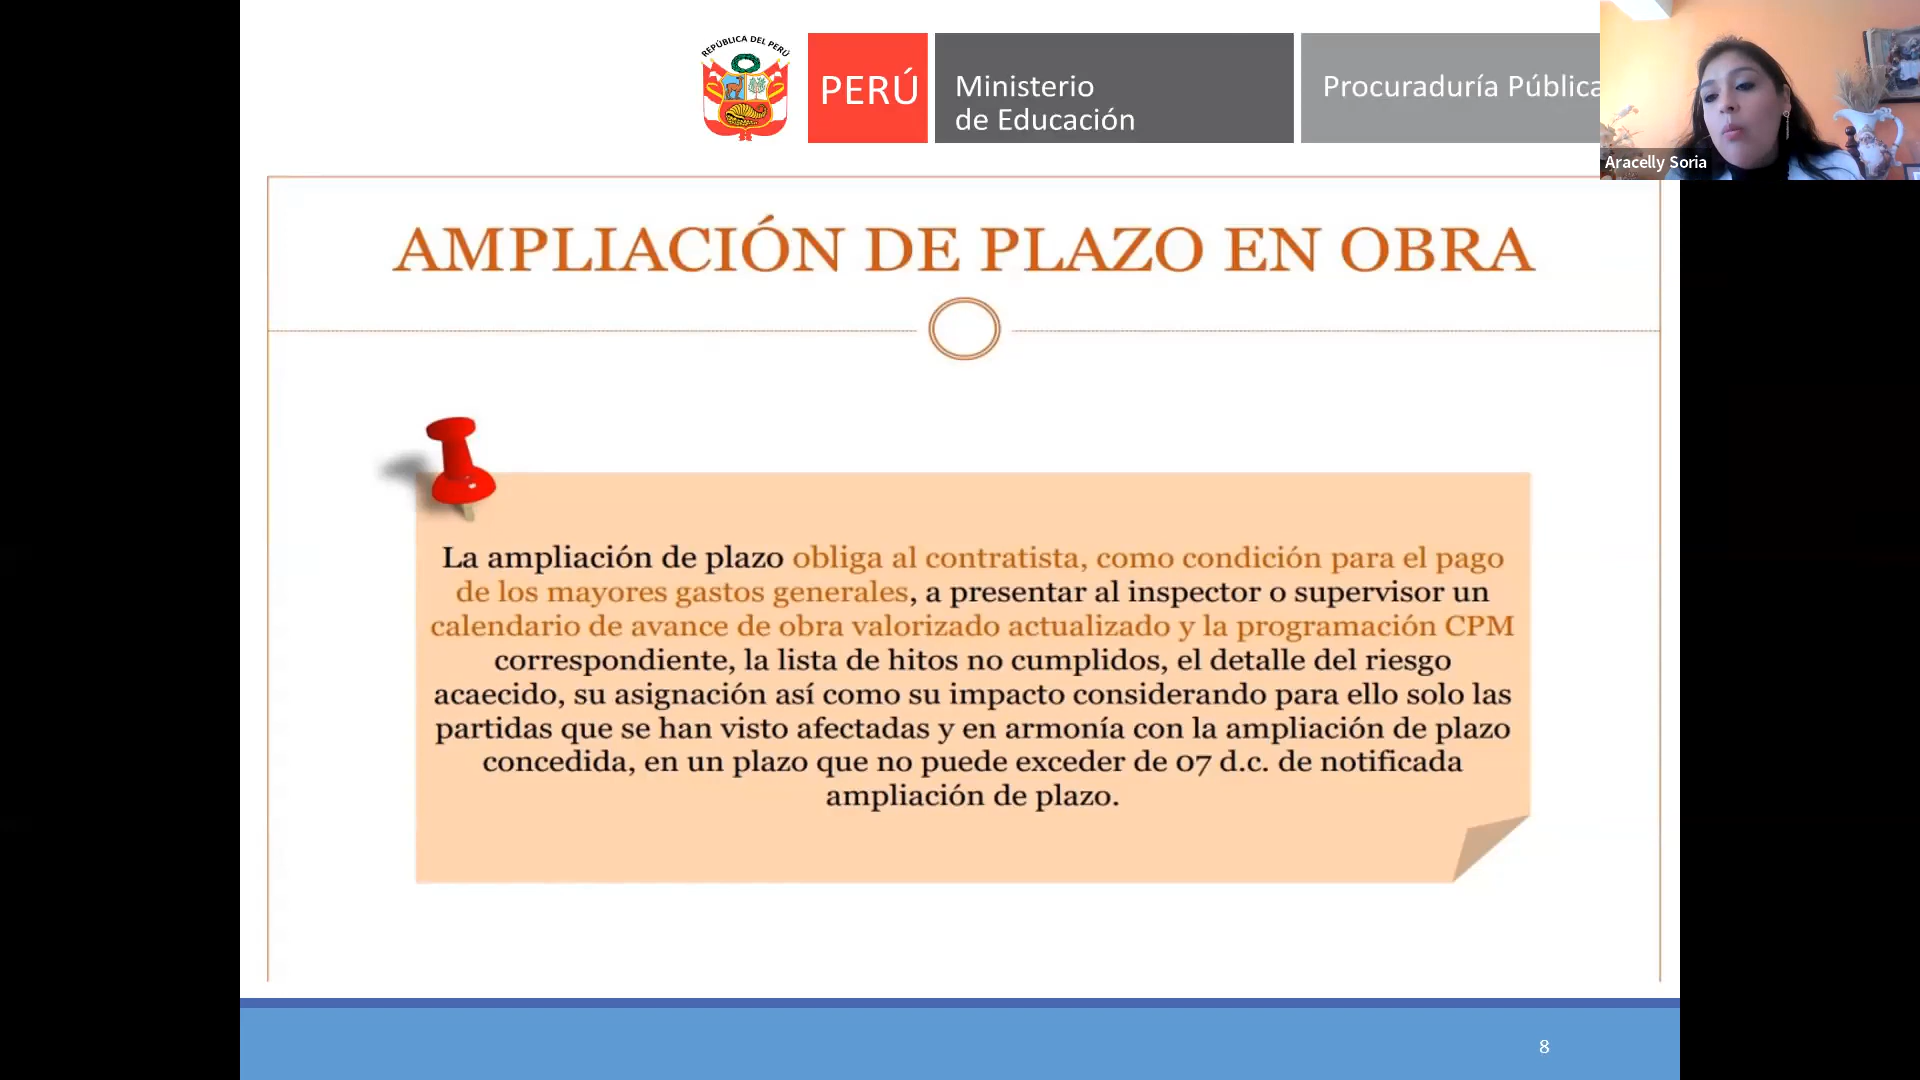 REPÚBLICA DEL PERÚ
PERÚ
Ministerio
de Educación
Procuraduría Pública
Aracelly Soria
AMPLIACIÓN DE PLAZO EN OBRA
La ampliación de plazo obliga al contratista, como condición para el pago
de los mayores gastos generales, a presentar al inspector o supervisor un
calendario de avance de obra valorizado actualizado y la programación CPM
correspondiente, la lista de hitos no cumplidos, el detalle del riesgo
acaecido, su asignación así como su impacto considerando para ello solo las
partidas que se han visto afectadas y en armonía con la ampliación de plazo
concedida, en un plazo que no puede exceder de 07 d.c. de notificada
ampliación de plazo.
8